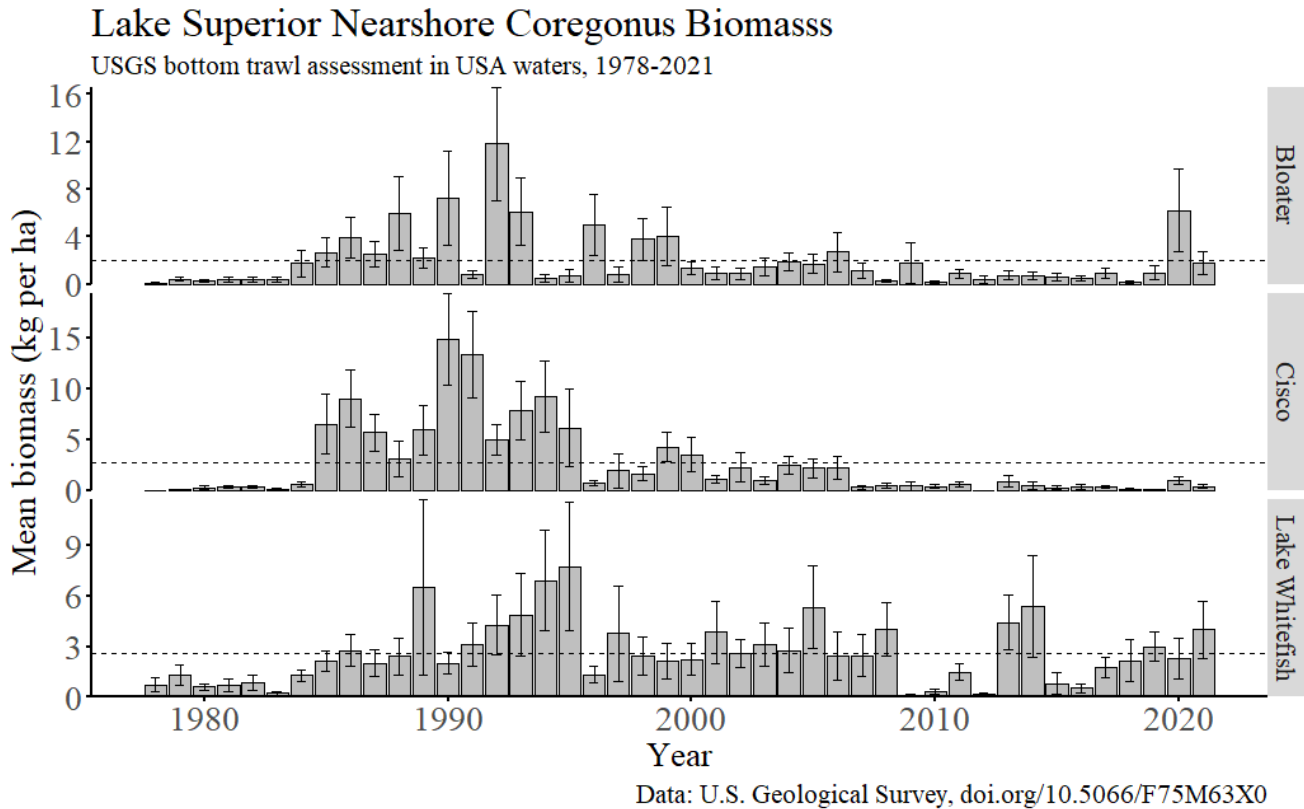 Lake Superior Nearshore Coregonus Biomasss
USGS bottom trawl assessment in USA waters, 1978-2021
Mean biomass (kg per ha)
16
12
8
4
0
Bloater
15
10
5
0
Cisco
9
6
3
0
Lake Whitefish
1980 1990 2000 2010 2020
Year
Data: U.S. Geological Survey, doi.org/10.5066/F75M63X0